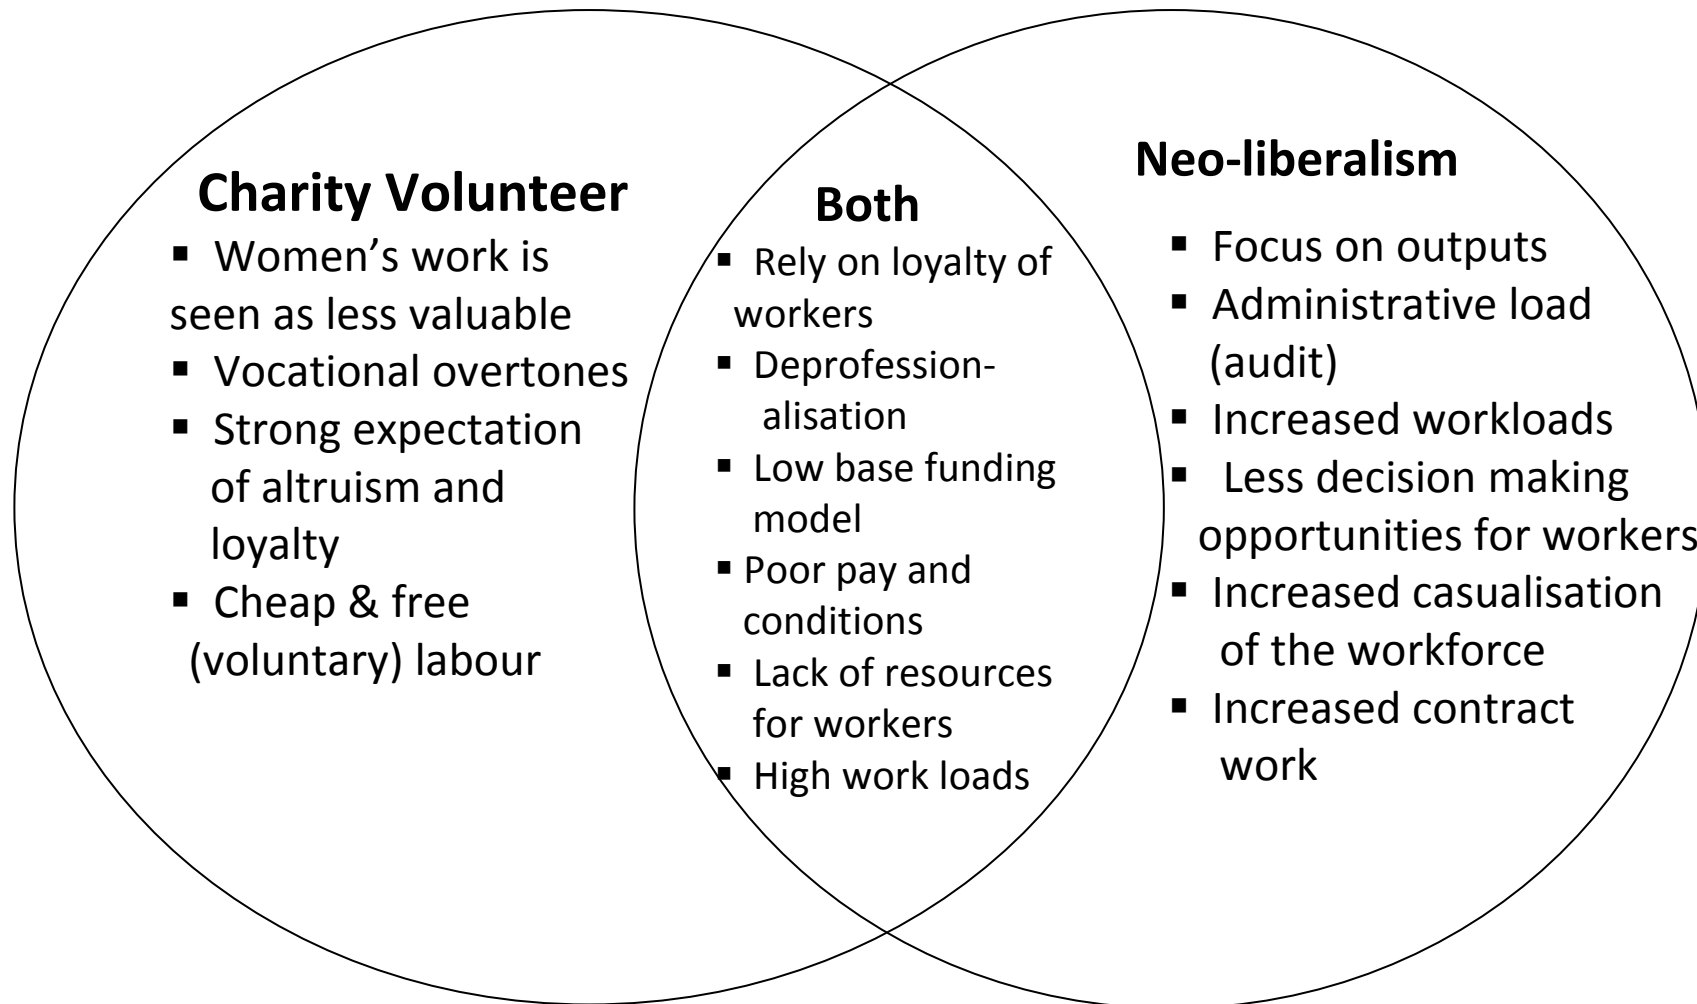 Charity Volunteer
▪ Women’s work is
seen as less valuable
▪ Vocational overtones
▪ Strong expectation
of altruism and
loyalty
▪ Cheap & free
(voluntary) labour
Both
▪ Rely on loyalty of
workers
▪ Deprofession-
alisation
▪ Low base funding
model
▪ Poor pay and
conditions
▪ Lack of resources
for workers
▪ High work loads
Neo-liberalism
▪ Focus on outputs
▪ Administrative load
(audit)
▪ Increased workloads
▪ Less decision making
opportunities for workers
▪ Increased casualisation
of the workforce
▪ Increased contract
work